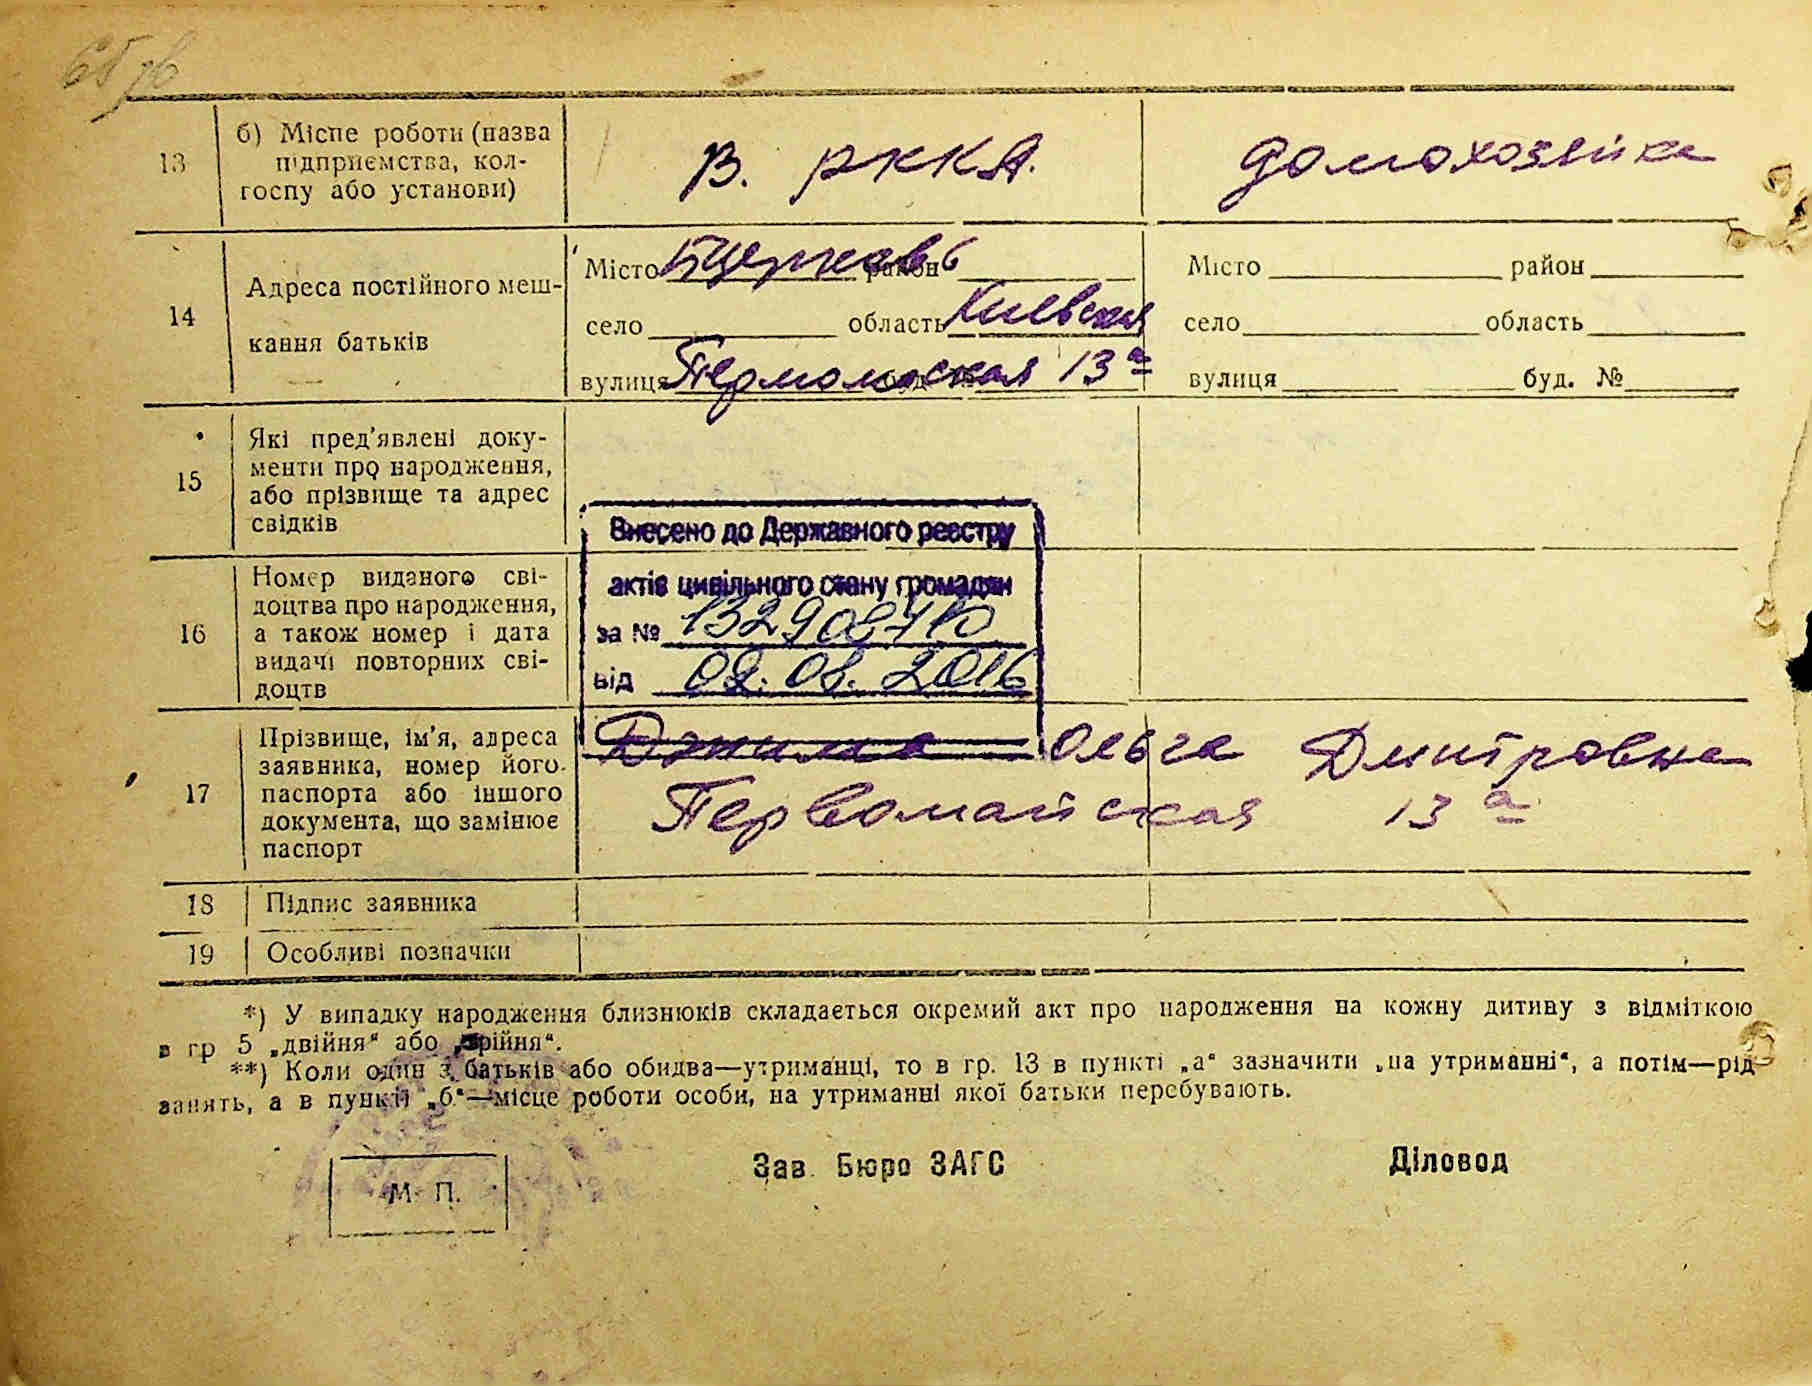 13
б) Місце роботи (назва
підприємства, кол-
госпу або установи)
В. РККА.
домохозяйка
14
Адреса постійного меш-
кання батьків
Місто Бцерковь район
село область Киевская
вулиця Первомайская буд. № 13а
Місто район
село область
вулиця буд. №
15
Які пред'явлені доку-
менти про народження,
або прізвище та адрес
свідків
16
Номер виданого сві-
доцтва про народження,
а також номер і дата
видачі повторних сві-
доцтв
Внесено до Державного реєстру
актів цивільного стану громадян
за №
від 2016
17
Прізвище, ім'я, адреса
заявника, номер його
паспорта або іншого
документа, що замінює
паспорт
Ольга Дмитровна
Первомайская 13а
18
Підпис заявника
19
Особливі позначки
*) У випадку народження близнюків складається окремий акт про народження на кожну дитину з відміткою
в гр 5 „двійня“ або „трійня“.
**) Коли один з батьків або обидва—утриманці, то в гр. 13 в пункті „а“ зазначити „на утриманні“, а потім—рід
занять, а в пункті „б“—місце роботи особи, на утриманні якої батьки перебувають.
М. П.
Зав. Бюро ЗАГС
Діловод